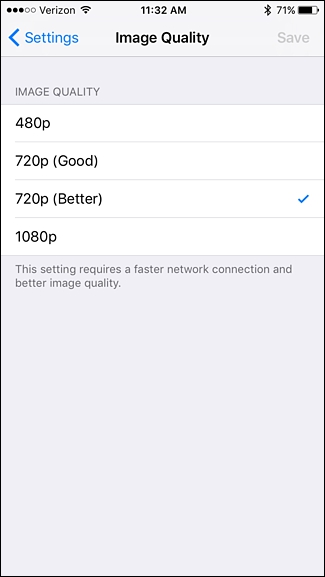 Verizon 11:32 AM 71%
Settings Image Quality Save
IMAGE QUALITY
480p
720p (Good)
720p (Better)
1080p
This setting requires a faster network connection and
better image quality.